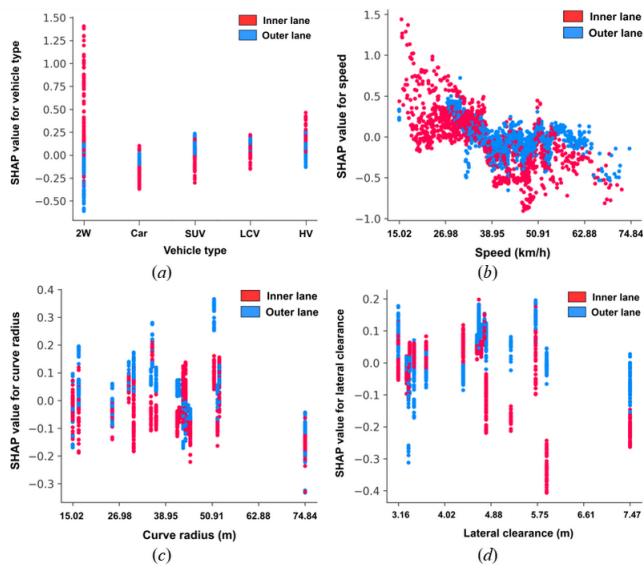 Inner lane
Outer lane
1.50
1.25
1.00
0.75
0.50
0.25
0.00
−0.25
−0.50
SHAP value for vehicle type
2W Car SUV LCV HV
Vehicle type
(a)
Inner lane
Outer lane
1.5
1.0
0.5
0.0
−0.5
−1.0
SHAP value for speed
15.02 26.98 38.95 50.91 62.88 74.84
Speed (km/h)
(b)
Inner lane
Outer lane
0.4
0.3
0.2
0.1
0.0
−0.1
−0.2
−0.3
SHAP value for curve radius
15.02 26.98 38.95 50.91 62.88 74.84
Curve radius (m)
(c)
Inner lane
Outer lane
0.2
0.1
0.0
−0.1
−0.2
−0.3
−0.4
SHAP value for lateral clearance
3.16 4.02 4.88 5.75 6.61 7.47
Lateral clearance (m)
(d)